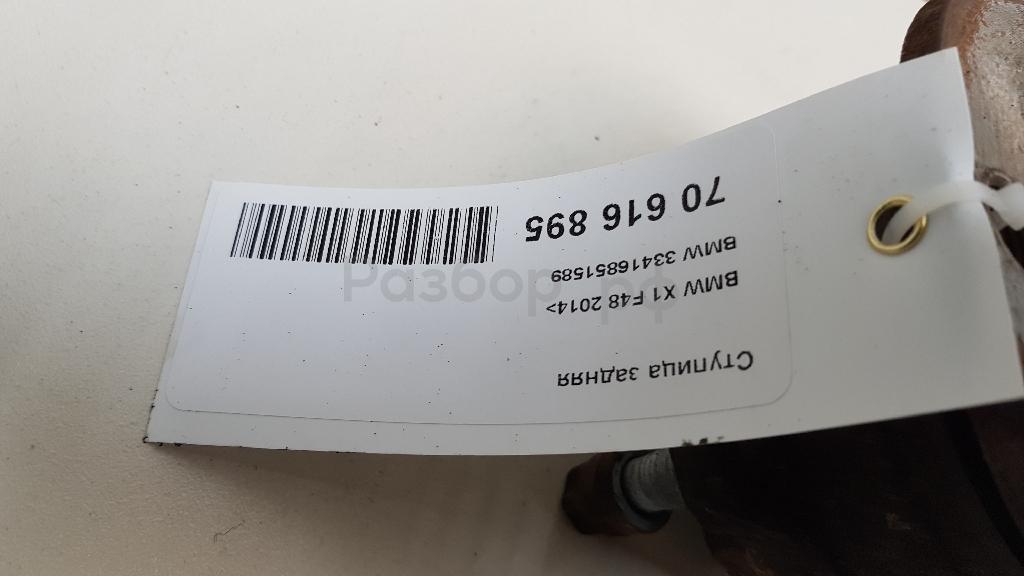 Ступица задняя
BMW X1 F48 2014>
BMW 33416851589
70 616 895
Разбор.рф